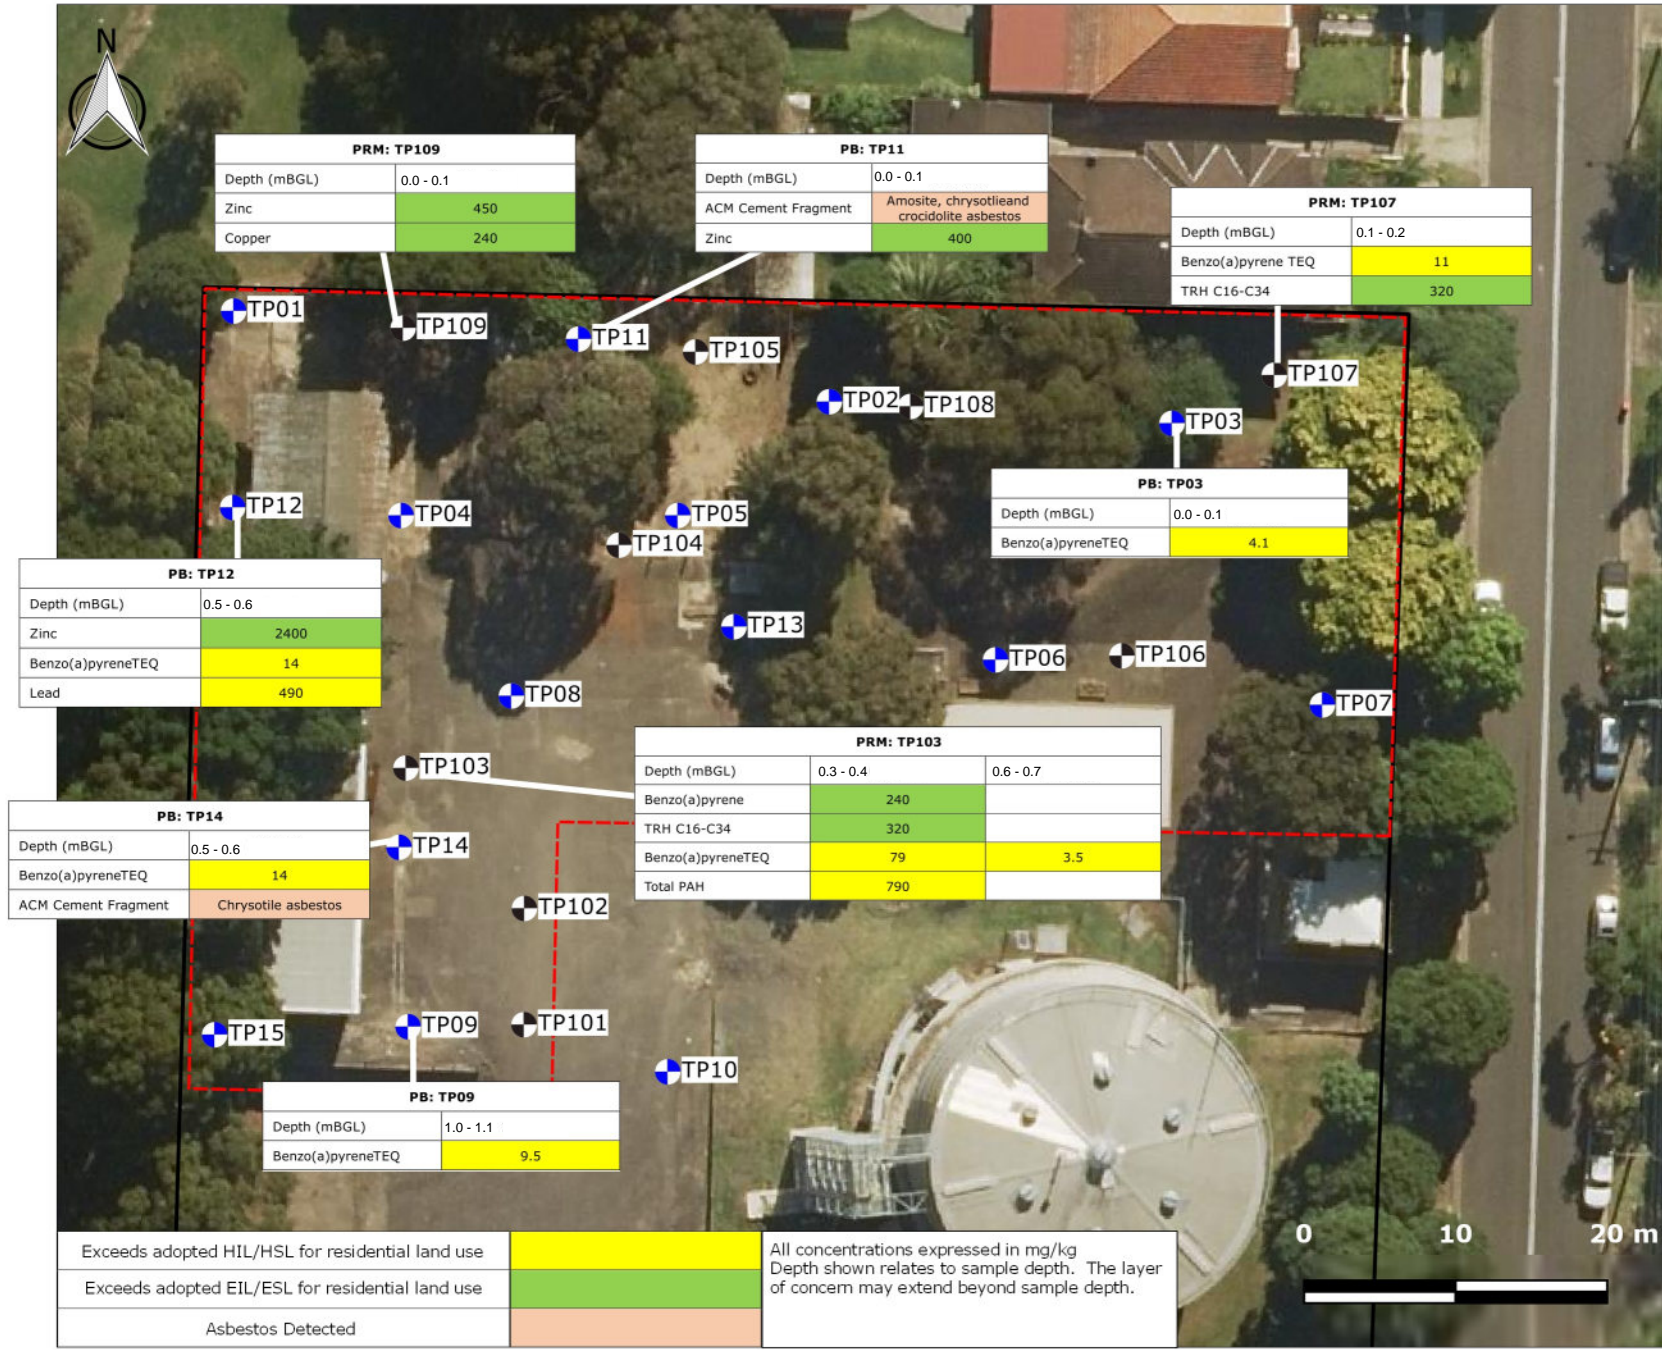 N
PRM: TP109
Depth (mBGL) 0.0 - 0.1
Zinc 450
Copper 240
PB: TP11
Depth (mBGL) 0.0 - 0.1
ACM Cement Fragment Amosite, chrysotlieand
crocidolite asbestos
Zinc 400
PRM: TP107
Depth (mBGL) 0.1 - 0.2
Benzo(a)pyrene TEQ 11
TRH C16-C34 320
TP01
TP109
TP11
TP105
TP107
TP02
TP108
TP03
PB: TP03
Depth (mBGL) 0.0 - 0.1
Benzo(a)pyreneTEQ 4.1
TP12
TP04
TP05
TP104
PB: TP12
Depth (mBGL) 0.5 - 0.6
Zinc 2400
Benzo(a)pyreneTEQ 14
Lead 490
TP13
TP06
TP106
TP08
TP07
TP103
PRM: TP103
Depth (mBGL) 0.3 - 0.4 0.6 - 0.7
Benzo(a)pyrene 240
TRH C16-C34 320
Benzo(a)pyreneTEQ 79 3.5
Total PAH 790
PB: TP14
Depth (mBGL) 0.5 - 0.6
Benzo(a)pyreneTEQ 14
ACM Cement Fragment Chrysotile asbestos
TP14
TP102
TP15
TP09
TP101
TP10
PB: TP09
Depth (mBGL) 1.0 - 1.1
Benzo(a)pyreneTEQ 9.5
0 10 20 m
Exceeds adopted HIL/HSL for residential land use
Exceeds adopted EIL/ESL for residential land use
Asbestos Detected
All concentrations expressed in mg/kg
Depth shown relates to sample depth. The layer
of concern may extend beyond sample depth.